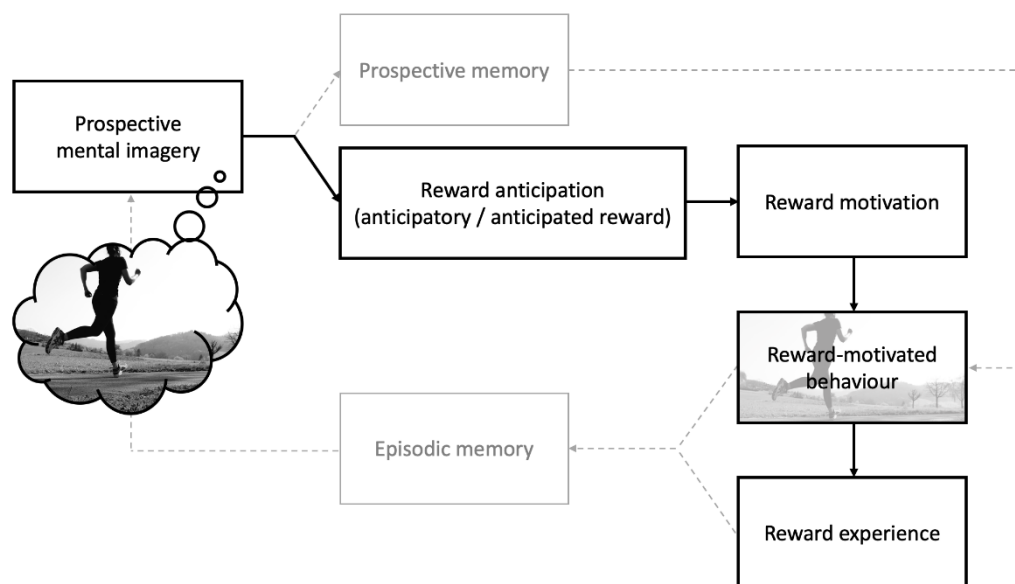 Prospective memory
Prospective
mental imagery
Reward anticipation
(anticipatory / anticipated reward)
Reward motivation
Reward-motivated
behaviour
Episodic memory
Reward experience